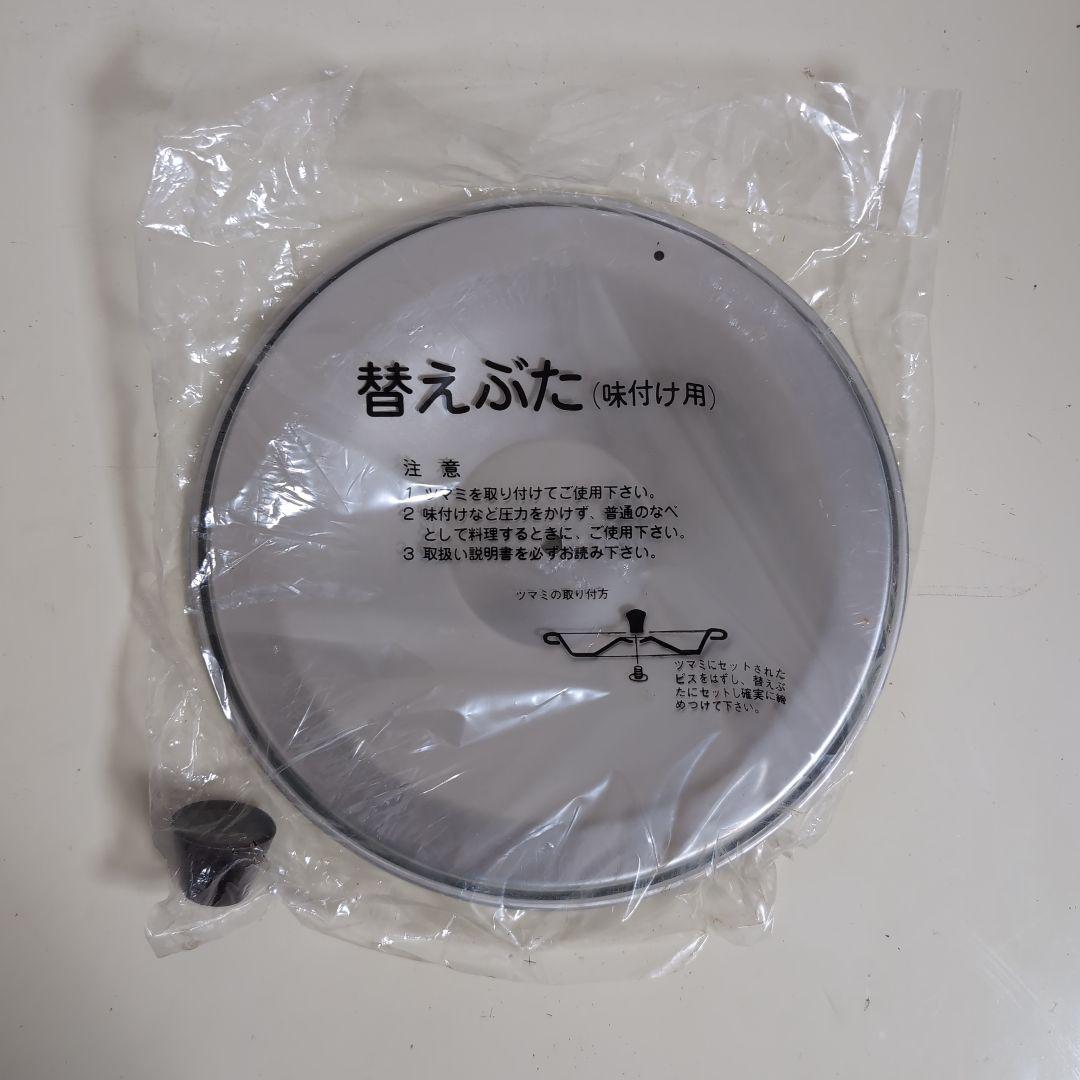 替えぶた(味付け用)
注意
1 ツマミを取り付けてご使用下さい。
2 味付けなど圧力をかけず、普通のなべ
として料理するときに、ご使用下さい。
3 取扱い説明書を必ずお読み下さい。
ツマミの取り付方
ツマミにセットされた
ビスをはずし、替えぶ
たにセットし確実に締
めつけて下さい。